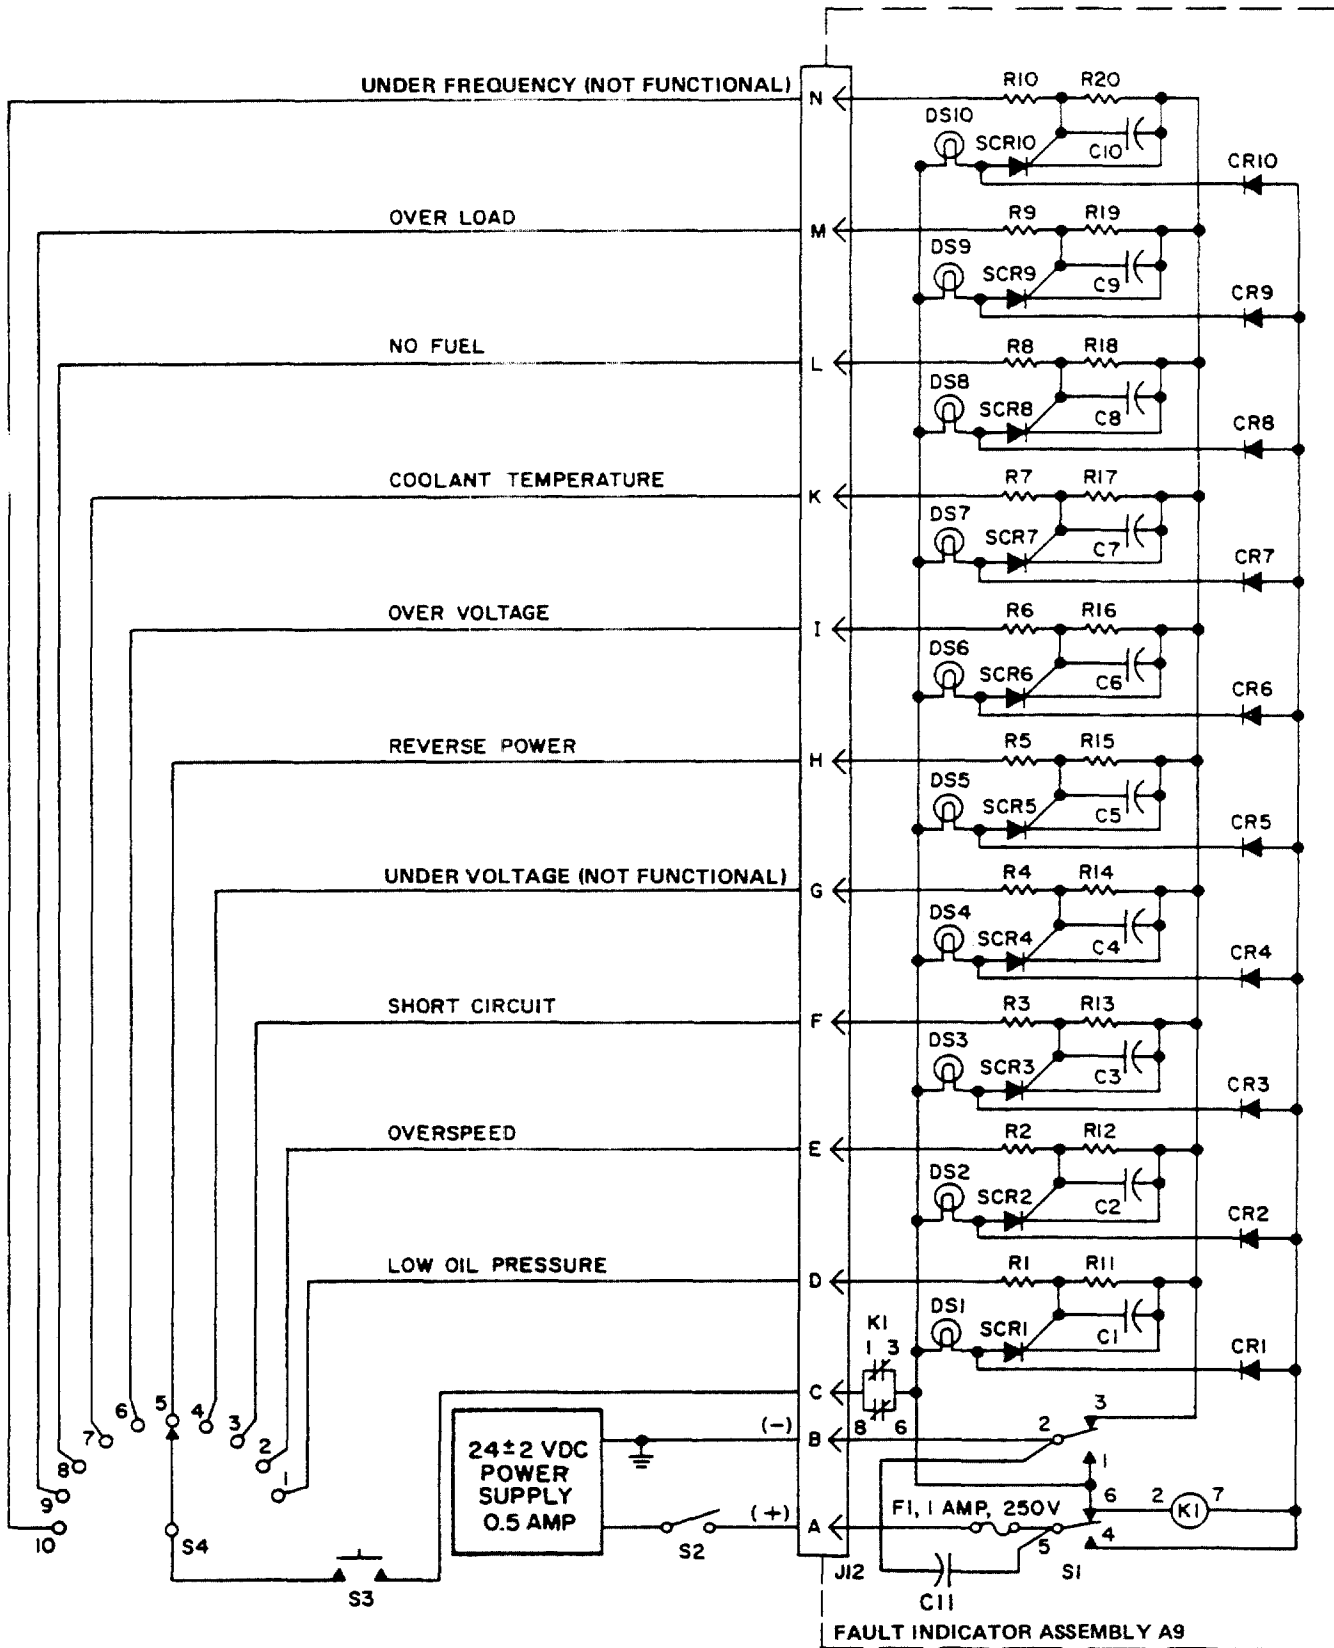 UNDER FREQUENCY (NOT FUNCTIONAL)
N
R10
R20
DS10
SCR10
C10
CR10
OVER LOAD
M
R9
R19
DS9
SCR9
C9
CR9
NO FUEL
L
R8
R18
DS8
SCR8
C8
CR8
COOLANT TEMPERATURE
K
R7
R17
DS7
SCR7
C7
CR7
OVER VOLTAGE
I
R6
R16
DS6
SCR6
C6
CR6
REVERSE POWER
H
R5
R15
DS5
SCR5
C5
CR5
UNDER VOLTAGE (NOT FUNCTIONAL)
G
R4
R14
DS4
SCR4
C4
CR4
SHORT CIRCUIT
F
R3
R13
DS3
SCR3
C3
CR3
OVERSPEED
E
R2
R12
DS2
SCR2
C2
CR2
LOW OIL PRESSURE
D
R1
R11
DS1
SCR1
C1
CR1
K1
1 3
C
8 6
10
9
8
7
6
5
4
3
2
1
S4
S3
24±2 VDC
POWER
SUPPLY
0.5 AMP
(-)
B
2
3
1
S2
(+)
A
F1, 1 AMP, 250V
6
5
4
2
K1
7
S1
J12
C11
FAULT INDICATOR ASSEMBLY A9